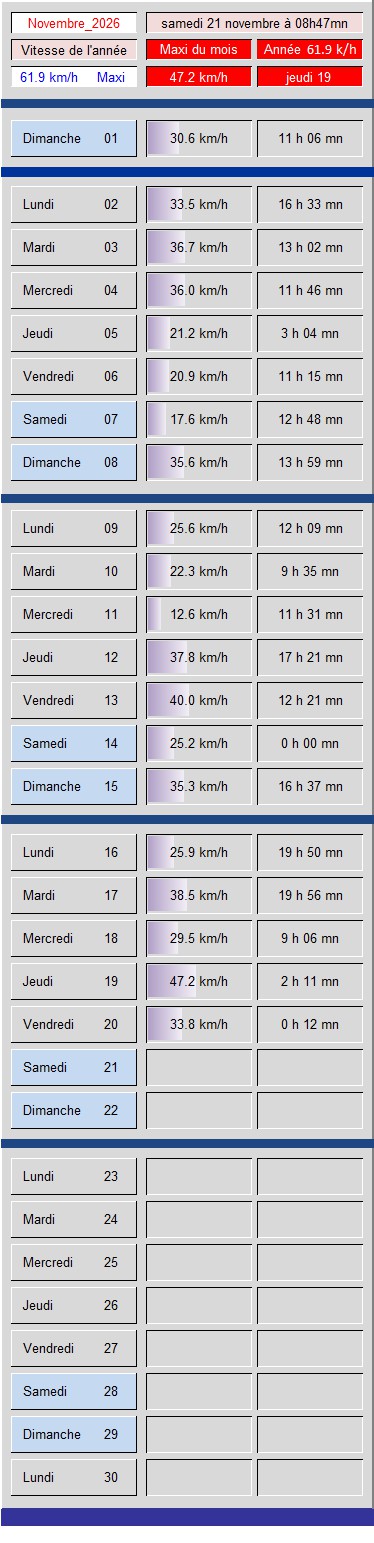 Novembre_2026 samedi 21 novembre à 08h47mn
Vitesse de l'année Maxi du mois Année 61.9 k/h
61.9 km/h Maxi 47.2 km/h jeudi 19
Dimanche 01 30.6 km/h 11 h 06 mn
Lundi 02 33.5 km/h 16 h 33 mn
Mardi 03 36.7 km/h 13 h 02 mn
Mercredi 04 36.0 km/h 11 h 46 mn
Jeudi 05 21.2 km/h 3 h 04 mn
Vendredi 06 20.9 km/h 11 h 15 mn
Samedi 07 17.6 km/h 12 h 48 mn
Dimanche 08 35.6 km/h 13 h 59 mn
Lundi 09 25.6 km/h 12 h 09 mn
Mardi 10 22.3 km/h 9 h 35 mn
Mercredi 11 12.6 km/h 11 h 31 mn
Jeudi 12 37.8 km/h 17 h 21 mn
Vendredi 13 40.0 km/h 12 h 21 mn
Samedi 14 25.2 km/h 0 h 00 mn
Dimanche 15 35.3 km/h 16 h 37 mn
Lundi 16 25.9 km/h 19 h 50 mn
Mardi 17 38.5 km/h 19 h 56 mn
Mercredi 18 29.5 km/h 9 h 06 mn
Jeudi 19 47.2 km/h 2 h 11 mn
Vendredi 20 33.8 km/h 0 h 12 mn
Samedi 21
Dimanche 22
Lundi 23
Mardi 24
Mercredi 25
Jeudi 26
Vendredi 27
Samedi 28
Dimanche 29
Lundi 30